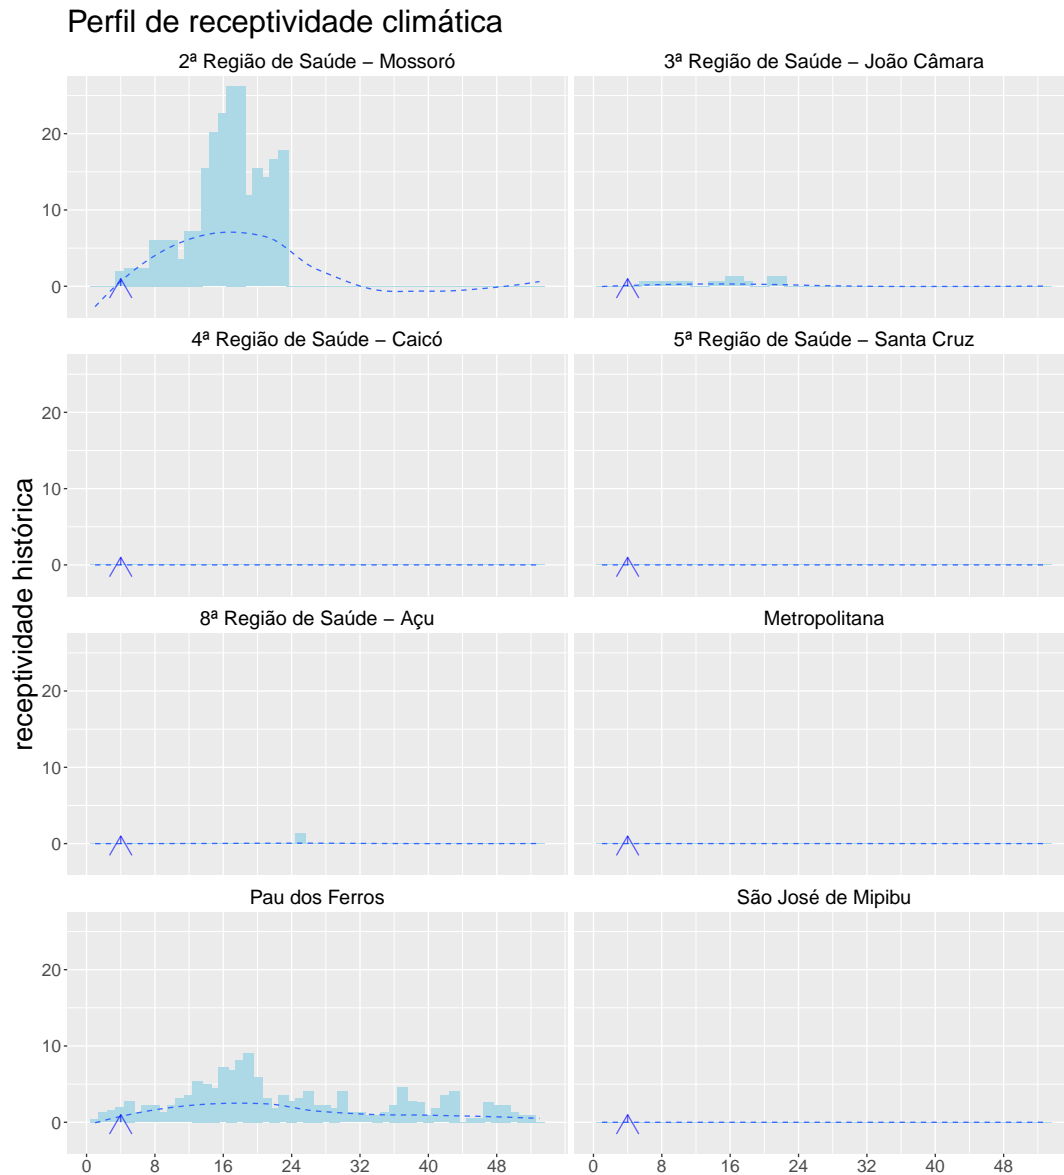 Perfil de receptividade climática
2ª Região de Saúde − Mossoró
3ª Região de Saúde − João Câmara
20
10
0
4ª Região de Saúde − Caicó
5ª Região de Saúde − Santa Cruz
20
10
0
receptividade histórica
8ª Região de Saúde − Açu
Metropolitana
20
10
0
Pau dos Ferros
São José de Mipibu
20
10
0
0 8 16 24 32 40 48
0 8 16 24 32 40 48